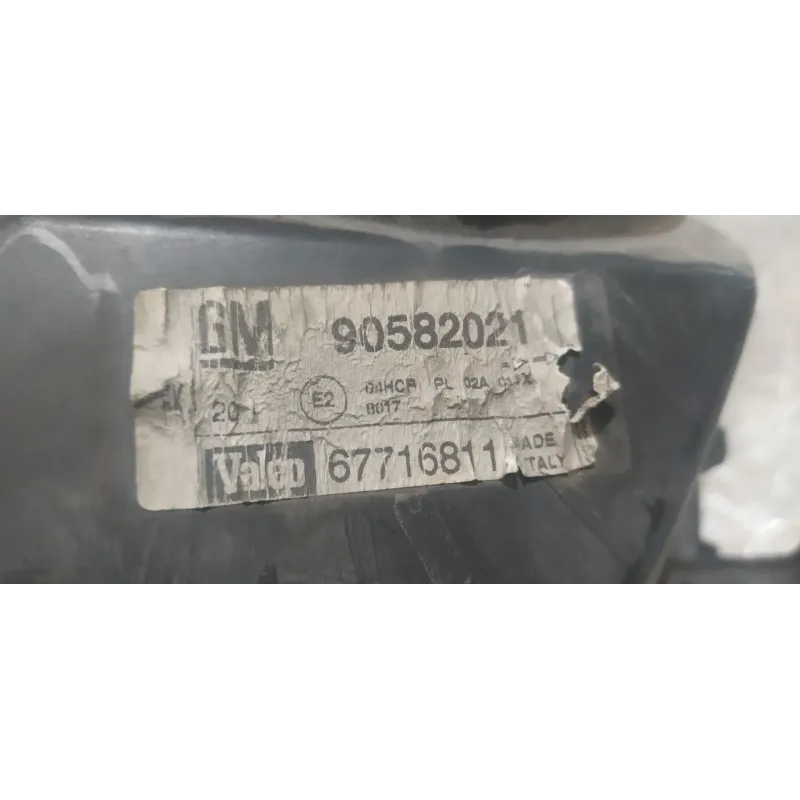 GM 90582021
20 E2 04HCR PL 02A
8017
Valeo 67716811 MADE
ITALY